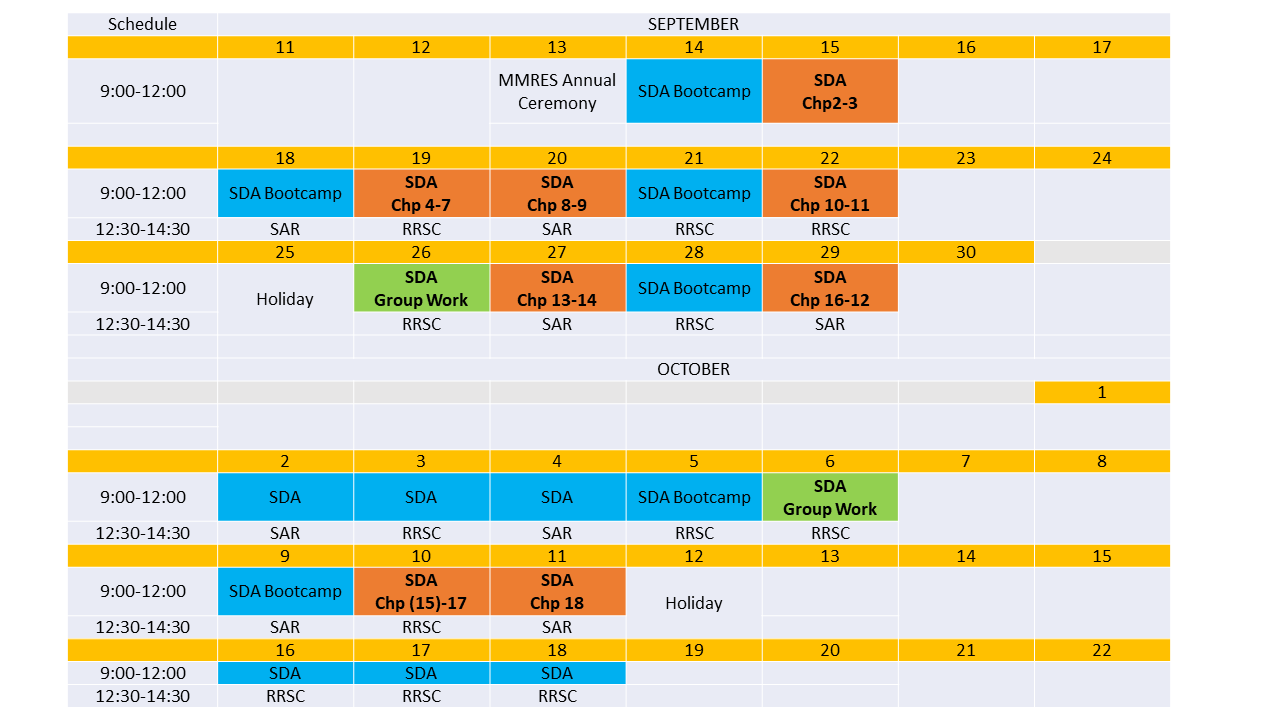 Schedule SEPTEMBER
11 12 13 14 15 16 17
9:00-12:00 MMRES Annual Ceremony SDA Bootcamp SDA Chp2-3
18 19 20 21 22 23 24
9:00-12:00 SDA Bootcamp SDA Chp 4-7 SDA Chp 8-9 SDA Bootcamp SDA Chp 10-11
12:30-14:30 SAR RRSC SAR RRSC RRSC
25 26 27 28 29 30
9:00-12:00 Holiday SDA Group Work SDA Chp 13-14 SDA Bootcamp SDA Chp 16-12
12:30-14:30 RRSC SAR RRSC SAR
OCTOBER
1
2 3 4 5 6 7 8
9:00-12:00 SDA SDA SDA SDA Bootcamp SDA Group Work
12:30-14:30 SAR RRSC SAR RRSC RRSC
9 10 11 12 13 14 15
9:00-12:00 SDA Bootcamp SDA Chp (15)-17 SDA Chp 18 Holiday
12:30-14:30 SAR RRSC SAR
16 17 18 19 20 21 22
9:00-12:00 SDA SDA SDA
12:30-14:30 RRSC RRSC RRSC